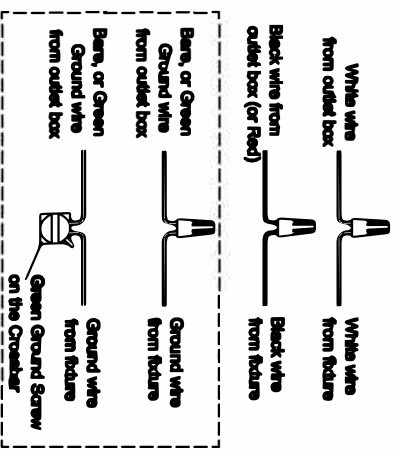 White wire
from outlet box
White wire
from fixture
Black wire from
outlet box (or Red)
Black wire
from fixture
Bare, or Green
Ground wire
from outlet box
Ground wire
from fixture
Bare, or Green
Ground wire
from outlet box
Ground wire
from fixture
Green Ground Screw
on the Crossbar